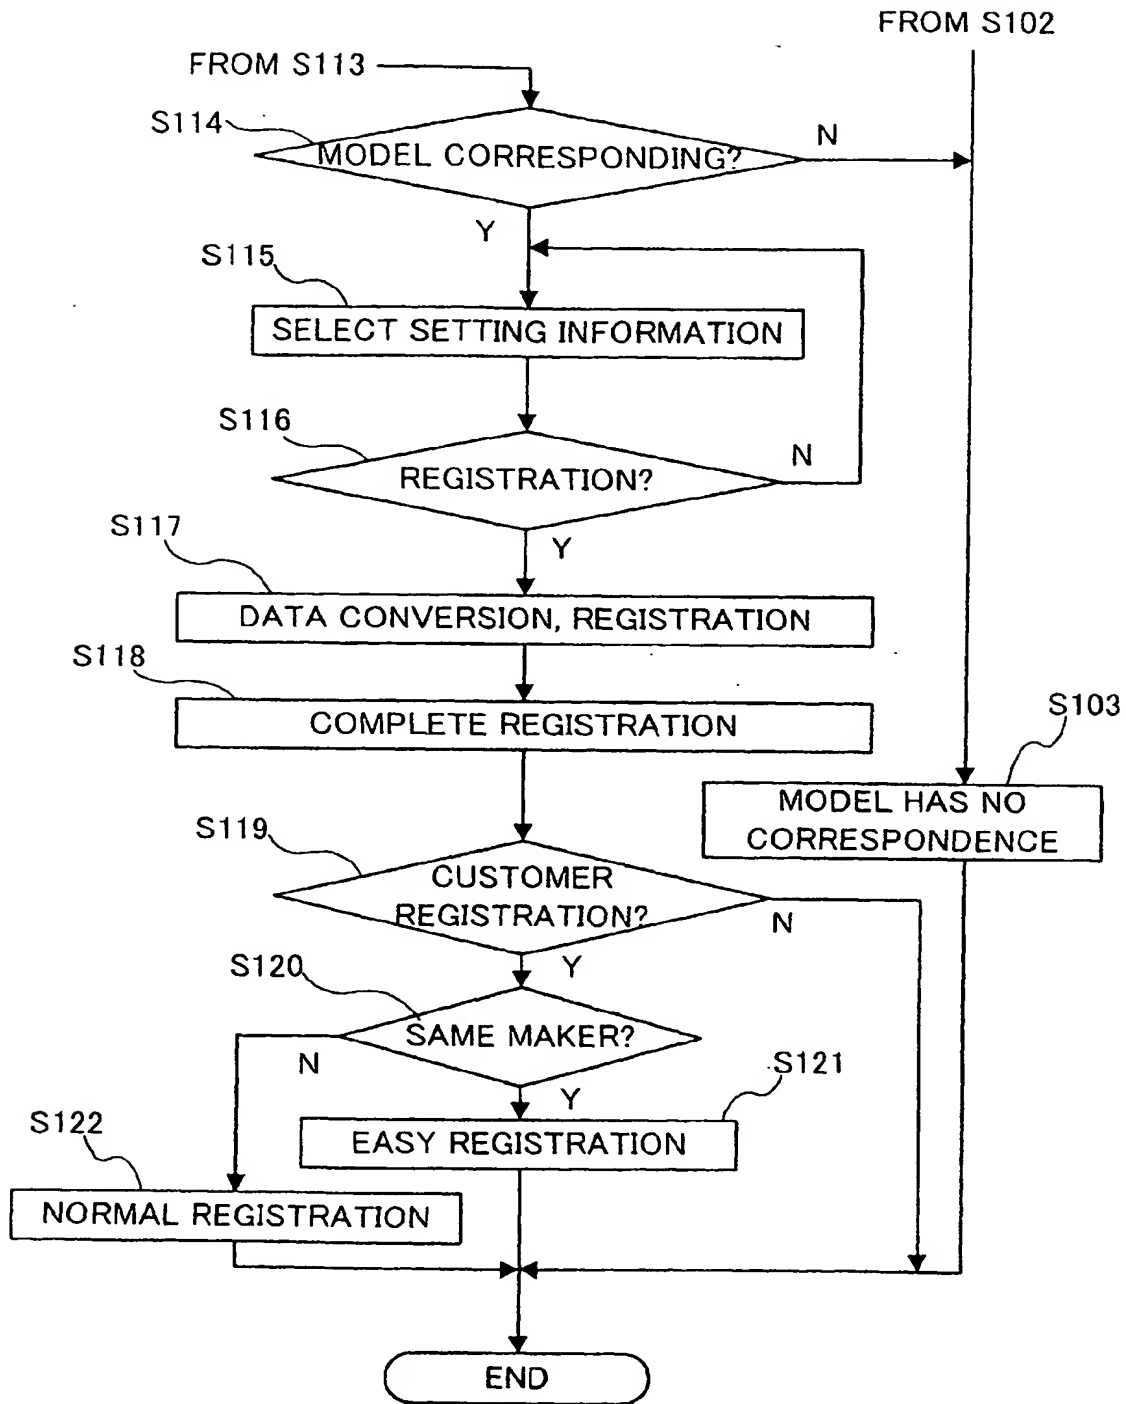 FROM S102
FROM S113
S114
MODEL CORRESPONDING?
N
Y
S115
SELECT SETTING INFORMATION
S116
REGISTRATION?
N
Y
S117
DATA CONVERSION, REGISTRATION
S118
COMPLETE REGISTRATION
S103
MODEL HAS NO
CORRESPONDENCE
S119
CUSTOMER
REGISTRATION?
N
Y
S120
SAME MAKER?
N
Y
S121
EASY REGISTRATION
S122
NORMAL REGISTRATION
END